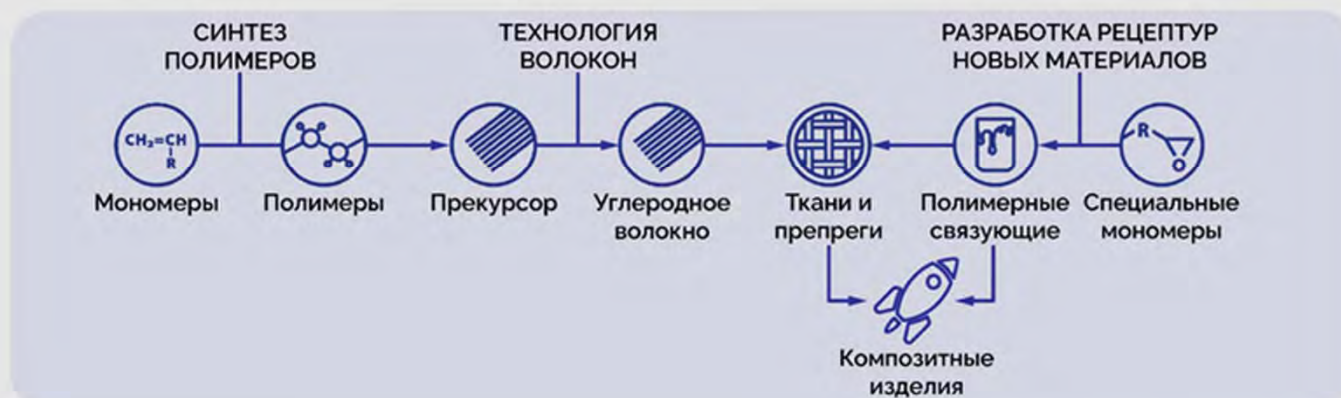 СИНТЕЗ
ПОЛИМЕРОВ
ТЕХНОЛОГИЯ
ВОЛОКОН
РАЗРАБОТКА РЕЦЕПТУР
НОВЫХ МАТЕРИАЛОВ
CH₂=CH
R
R
O
Мономеры
Полимеры
Прекурсор
Углеродное
волокно
Ткани и
препреги
Полимерные
связующие
Специальные
мономеры
Композитные
изделия